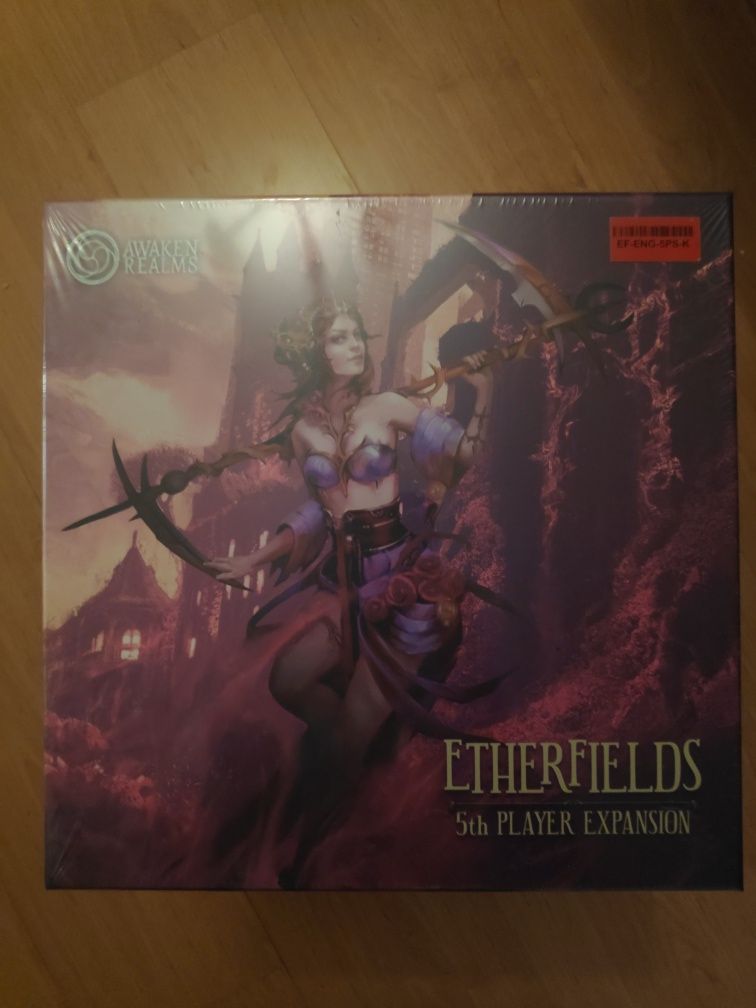 AWAKEN
REALMS
EF-ENG-5PS-K
ETHERFIELDS
5th PLAYER EXPANSION